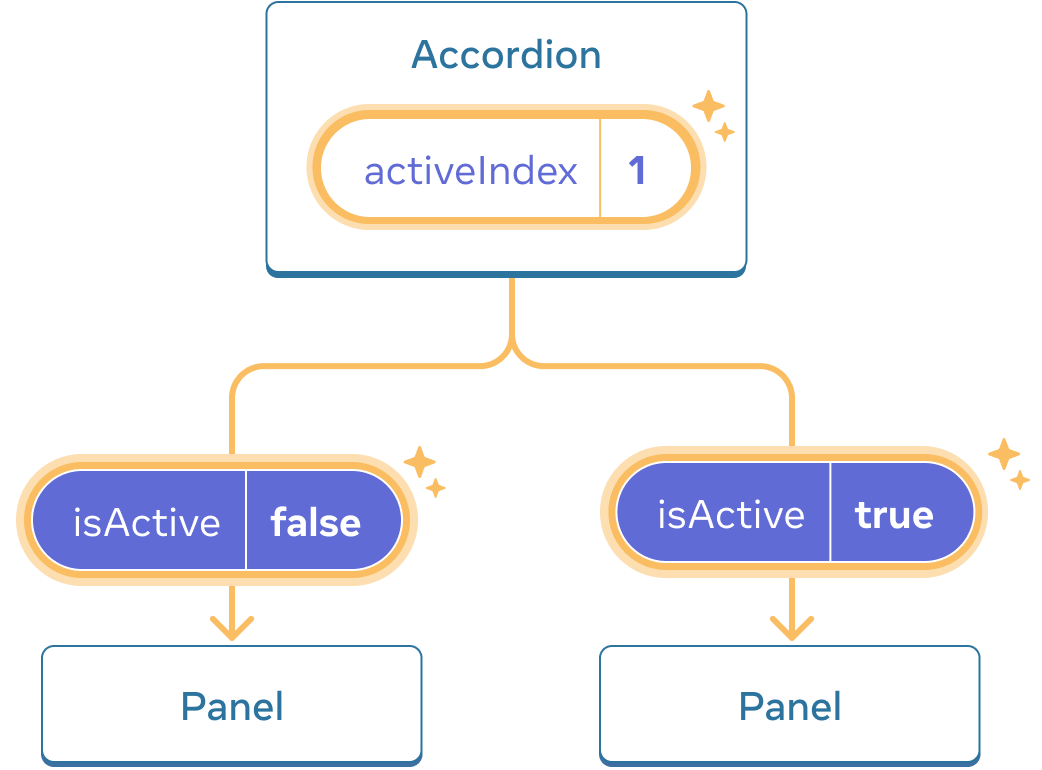 Accordion
activeIndex 1
isActive false
isActive true
Panel
Panel